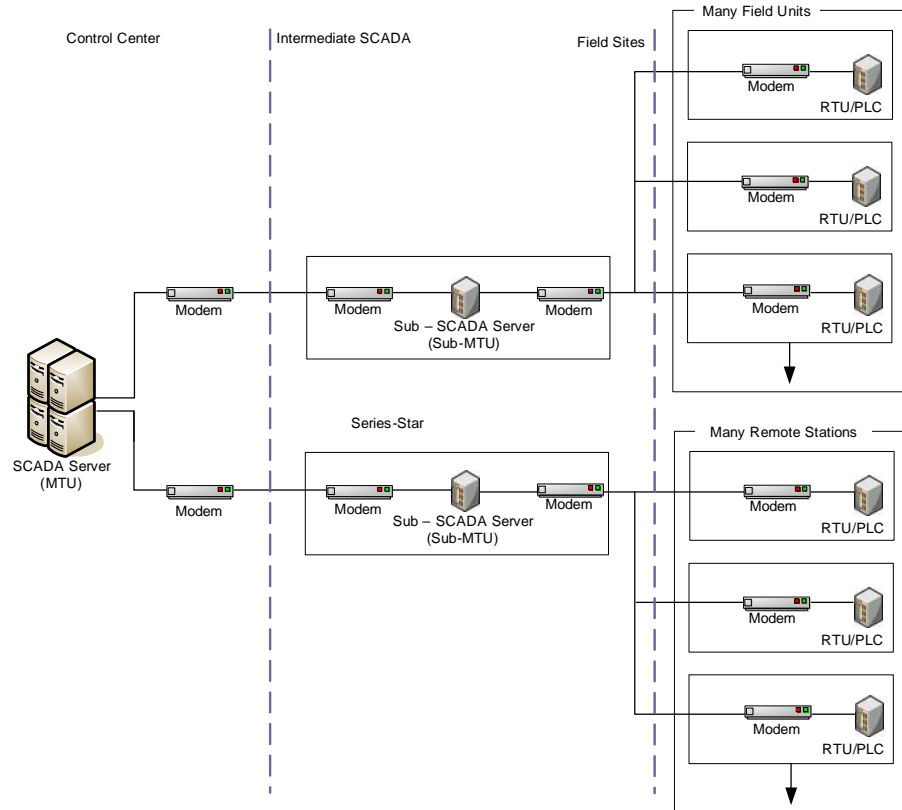 Control Center
Intermediate SCADA
Field Sites
Many Field Units
Modem
RTU/PLC
Modem
RTU/PLC
Modem
RTU/PLC
Modem
Modem
Sub – SCADA Server
(Sub-MTU)
Modem
SCADA Server
(MTU)
Series-Star
Modem
Modem
Sub – SCADA Server
(Sub-MTU)
Modem
Many Remote Stations
Modem
RTU/PLC
Modem
RTU/PLC
Modem
RTU/PLC